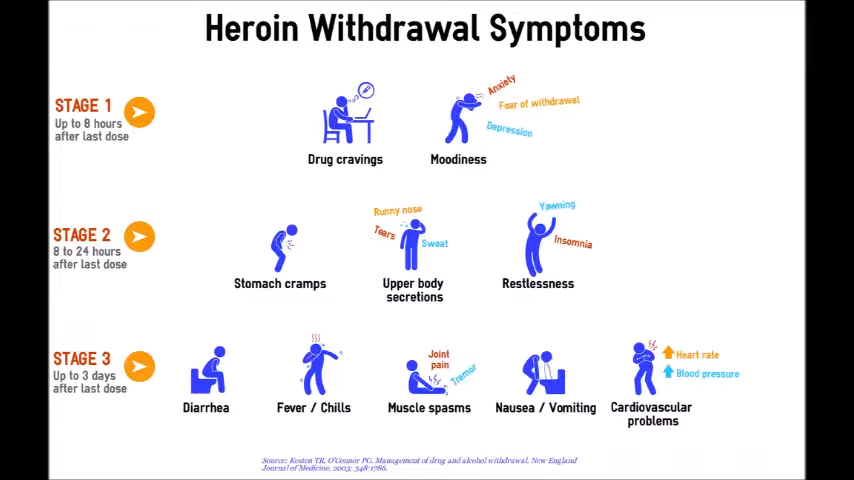 Heroin Withdrawal Symptoms
STAGE 1
Up to 8 hours
after last dose
Drug cravings
Anxiety
Fear of withdrawal
Depression
Moodiness
STAGE 2
8 to 24 hours
after last dose
Stomach cramps
Runny nose
Tears
Sweat
Upper body
secretions
Yawning
Insomnia
Restlessness
STAGE 3
Up to 3 days
after last dose
Diarrhea
Fever / Chills
Joint
pain
Tremor
Muscle spasms
Nausea / Vomiting
Heart rate
Blood pressure
Cardiovascular
problems
Source: Kosten TR, O'Connor PG. Management of drug and alcohol withdrawal. New England
Journal of Medicine, 2003; 348:1786.